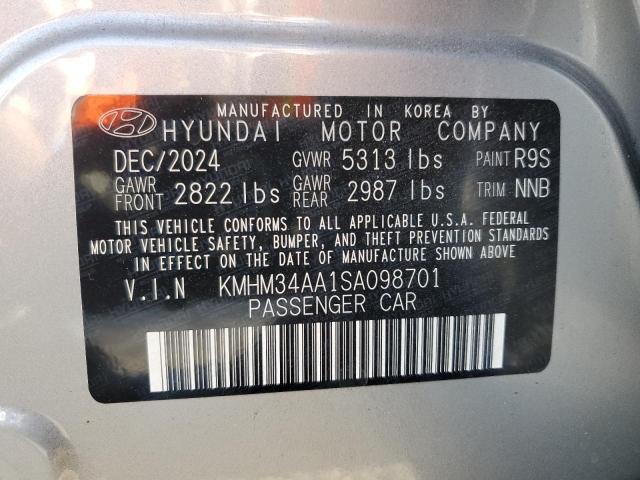 MANUFACTURED IN KOREA BY
HYUNDAI MOTOR COMPANY
DEC/2024 GVWR 5313 lbs PAINT R9S
GAWR FRONT 2822 lbs GAWR REAR 2987 lbs TRIM NNB
THIS VEHICLE CONFORMS TO ALL APPLICABLE U.S.A. FEDERAL
MOTOR VEHICLE SAFETY, BUMPER, AND THEFT PREVENTION STANDARDS
IN EFFECT ON THE DATE OF MANUFACTURE SHOWN ABOVE
V.I.N KMHM34AA1SA098701
PASSENGER CAR